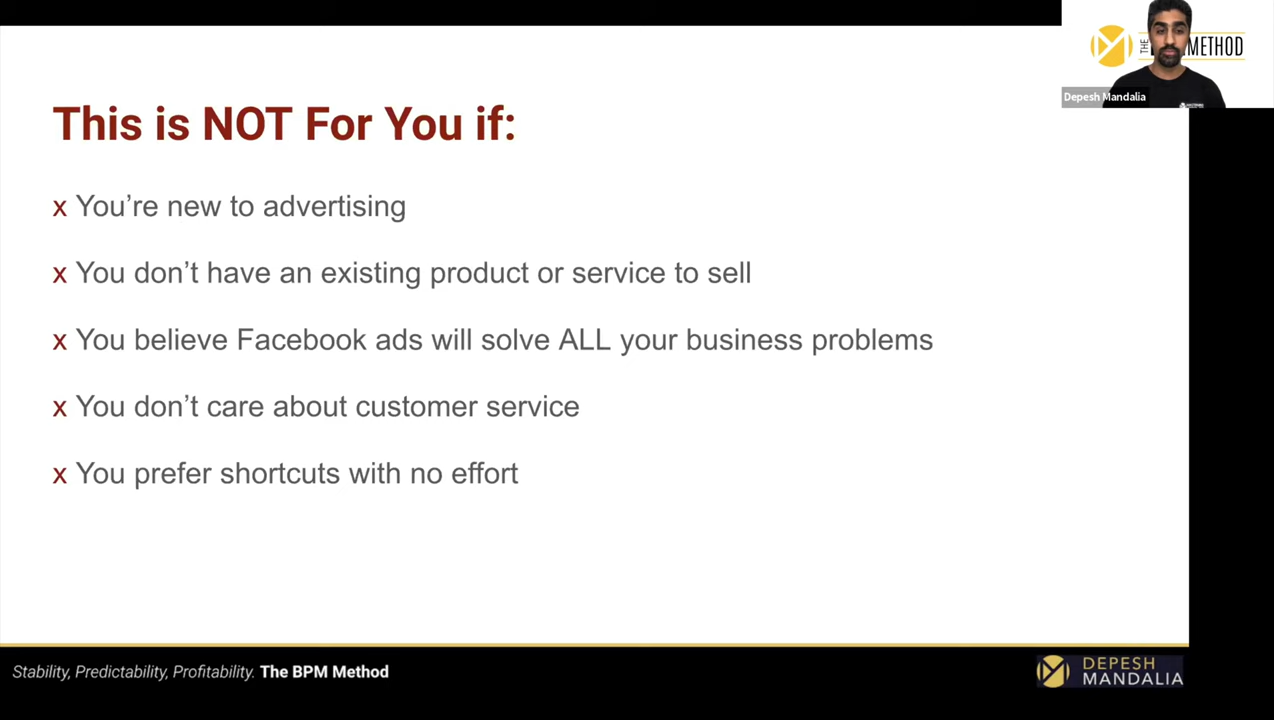 THE METHOD
Depesh Mandalia
This is NOT For You if:
x You’re new to advertising
x You don’t have an existing product or service to sell
x You believe Facebook ads will solve ALL your business problems
x You don’t care about customer service
x You prefer shortcuts with no effort
Stability, Predictability, Profitability. The BPM Method
DEPESH
MANDALIA